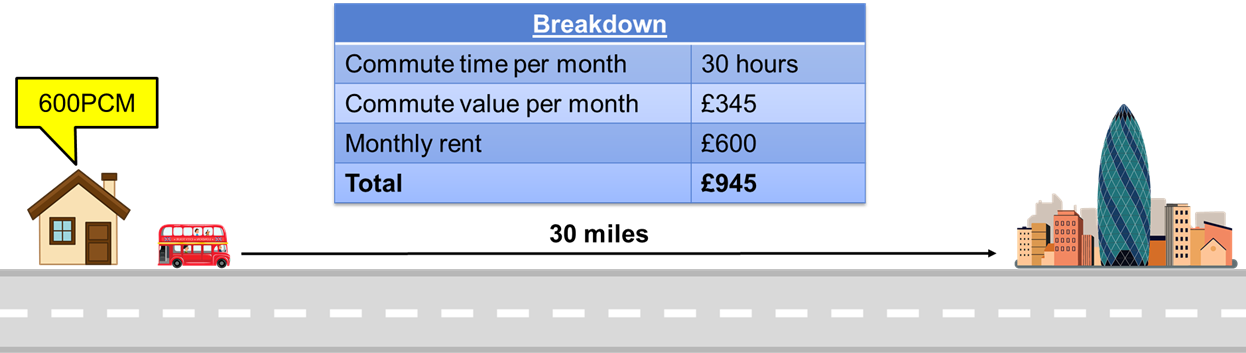 Breakdown
Commute time per month 30 hours
Commute value per month £345
Monthly rent £600
Total £945
600PCM
30 miles